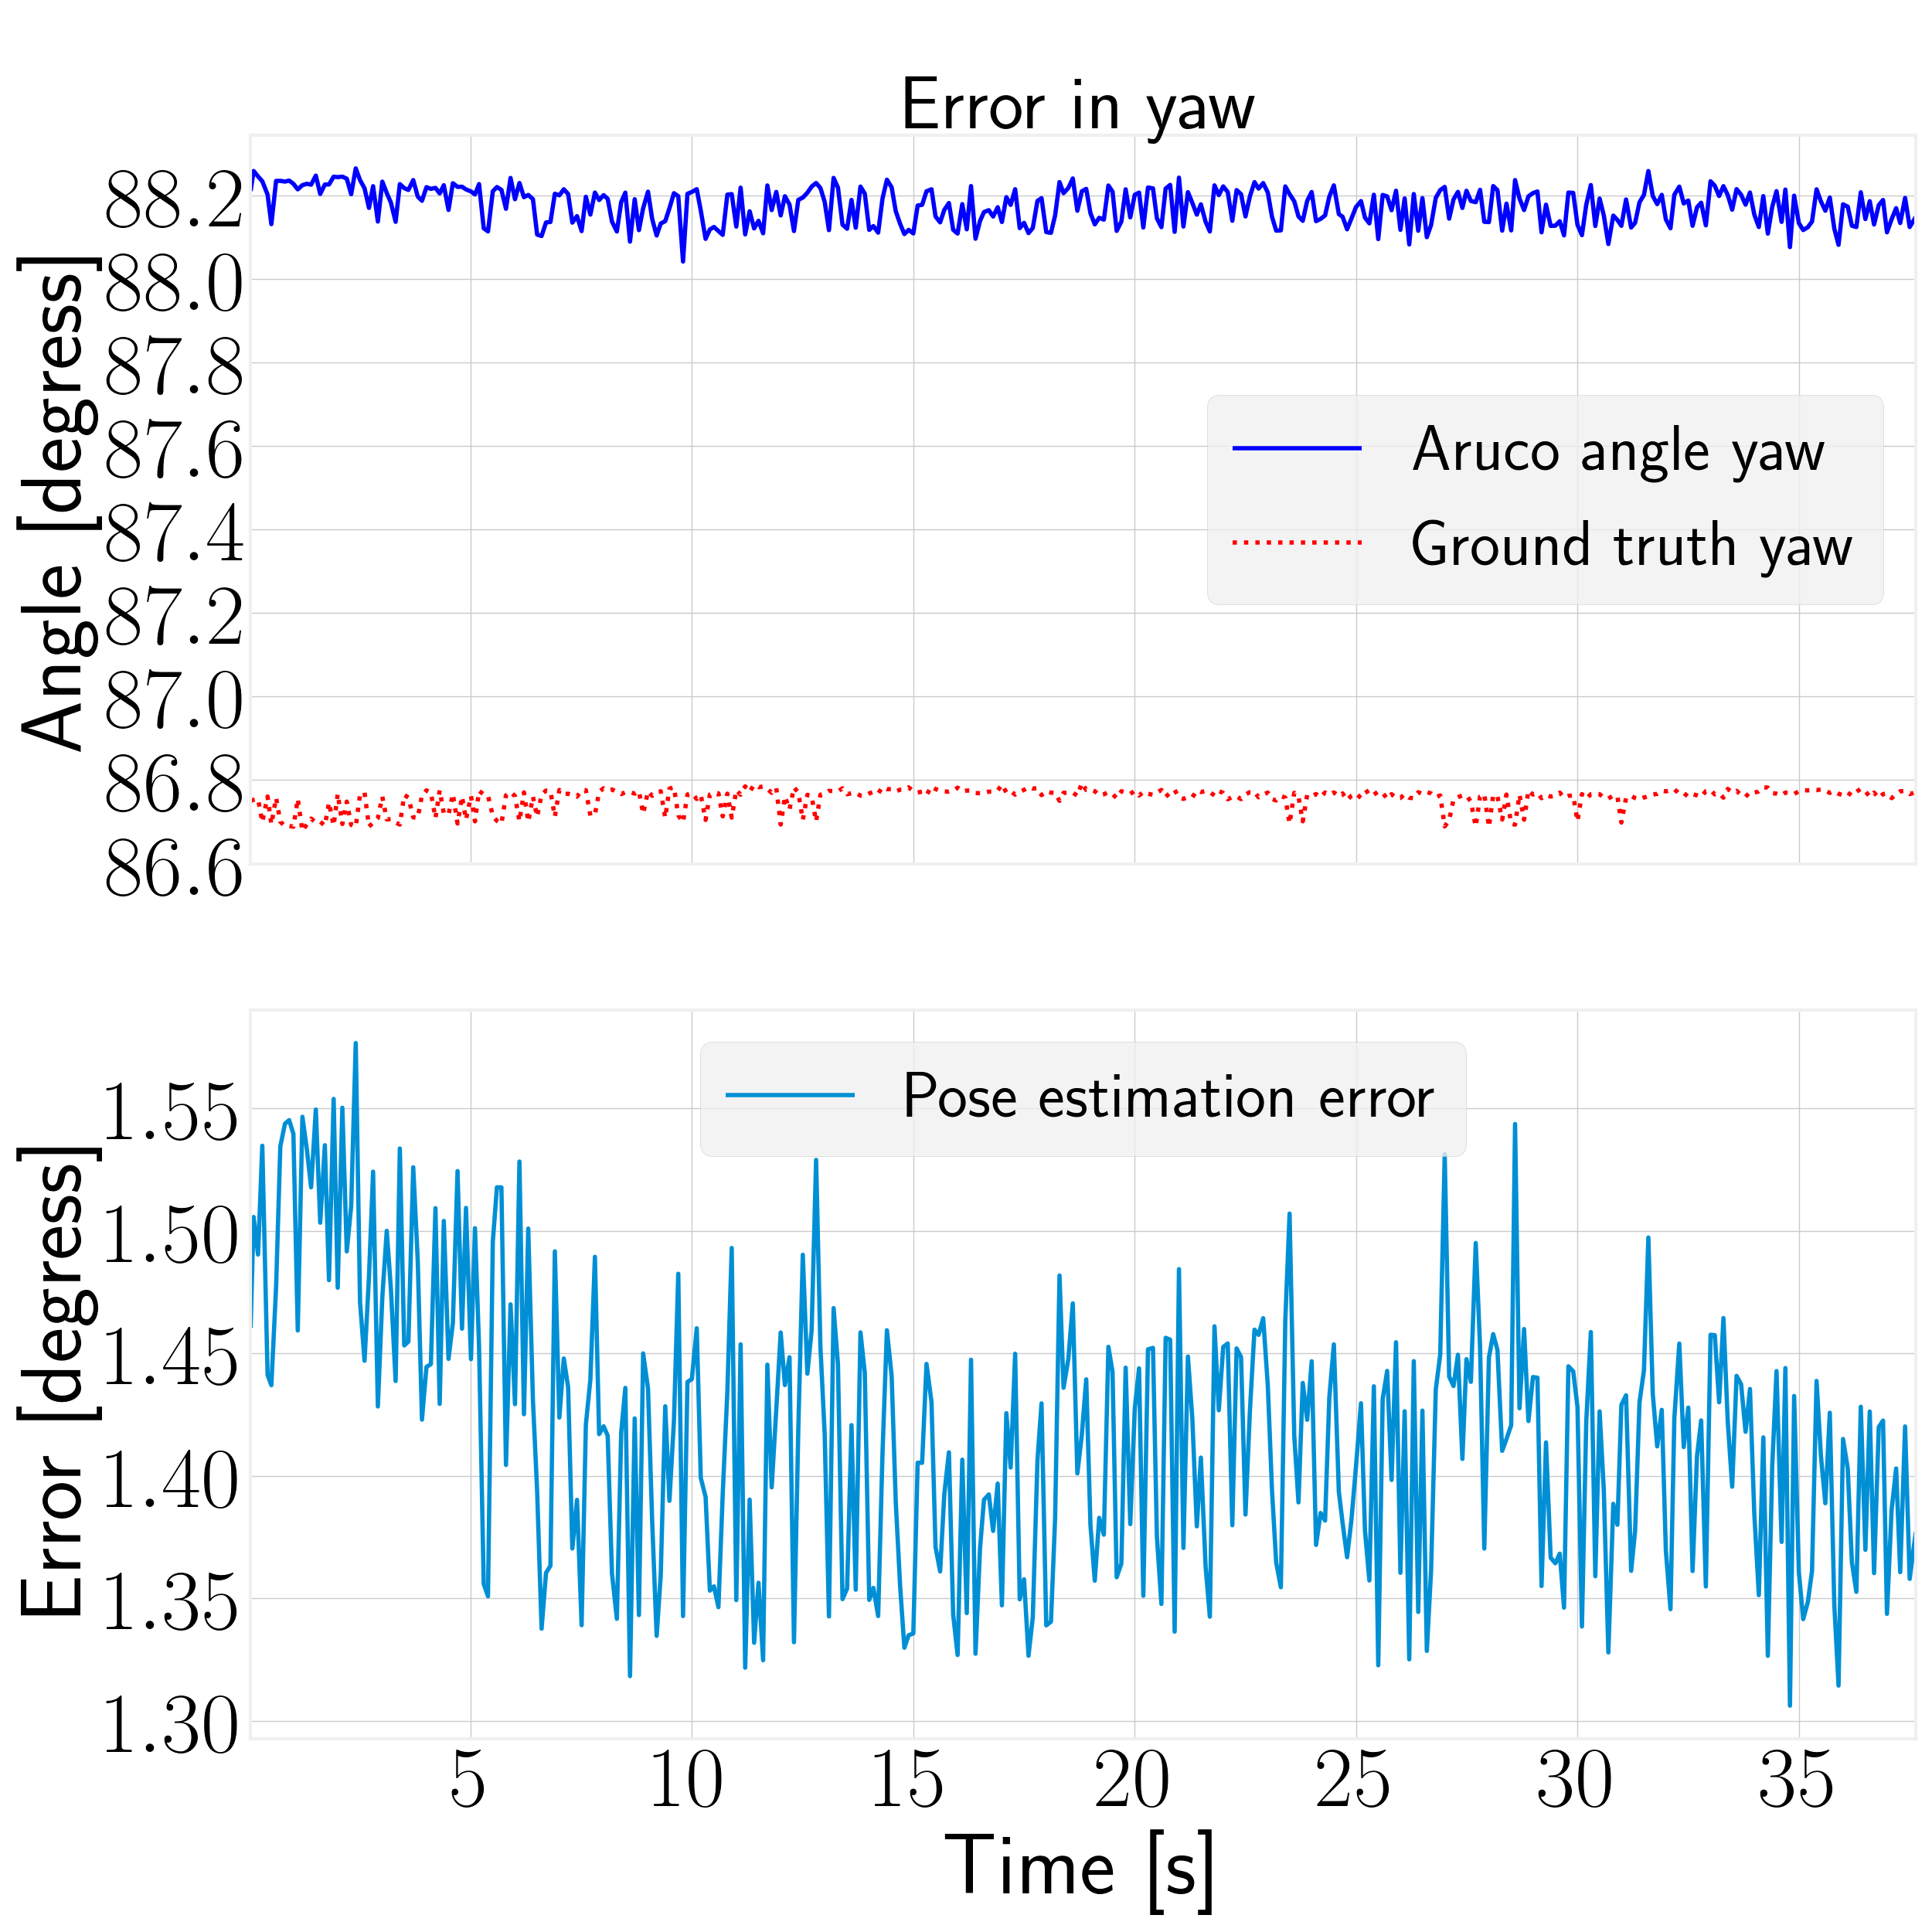 Error in yaw
Angle [degress]
88.2
88.0
87.8
87.6
87.4
87.2
87.0
86.8
86.6
Aruco angle yaw
Ground truth yaw
Error [degress]
1.55
1.50
1.45
1.40
1.35
1.30
Pose estimation error
5 10 15 20 25 30 35
Time [s]